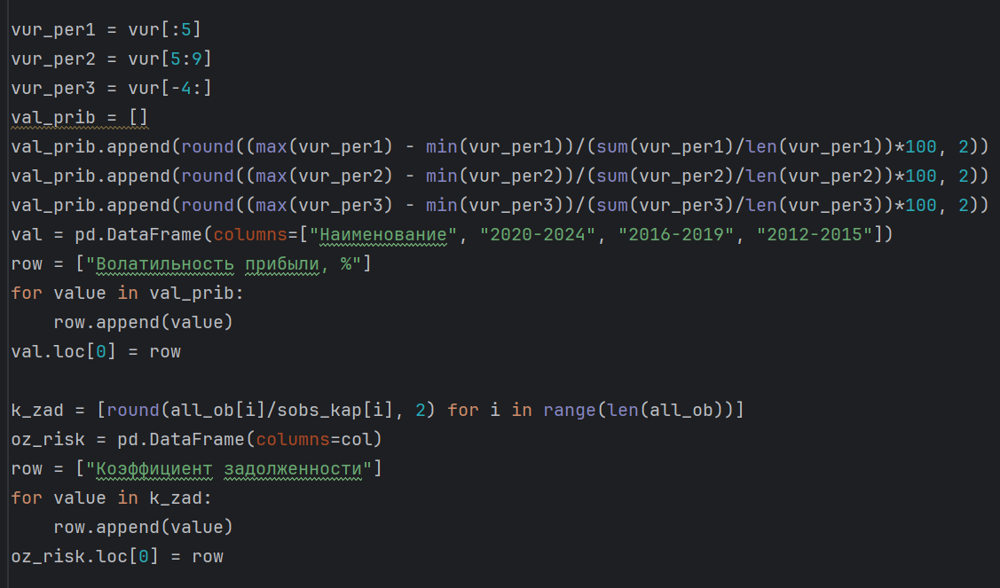 vur_per1 = vur[:5]
vur_per2 = vur[5:9]
vur_per3 = vur[-4:]
val_prib = []
val_prib.append(round((max(vur_per1) - min(vur_per1))/(sum(vur_per1)/len(vur_per1))*100, 2))
val_prib.append(round((max(vur_per2) - min(vur_per2))/(sum(vur_per2)/len(vur_per2))*100, 2))
val_prib.append(round((max(vur_per3) - min(vur_per3))/(sum(vur_per3)/len(vur_per3))*100, 2))
val = pd.DataFrame(columns=["Наименование", "2020-2024", "2016-2019", "2012-2015"])
row = ["Волатильность прибыли, %"]
for value in val_prib:
    row.append(value)
val.loc[0] = row
k_zad = [round(all_ob[i]/sobs_kap[i], 2) for i in range(len(all_ob))]
oz_risk = pd.DataFrame(columns=col)
row = ["Коэффициент задолженности"]
for value in k_zad:
    row.append(value)
oz_risk.loc[0] = row